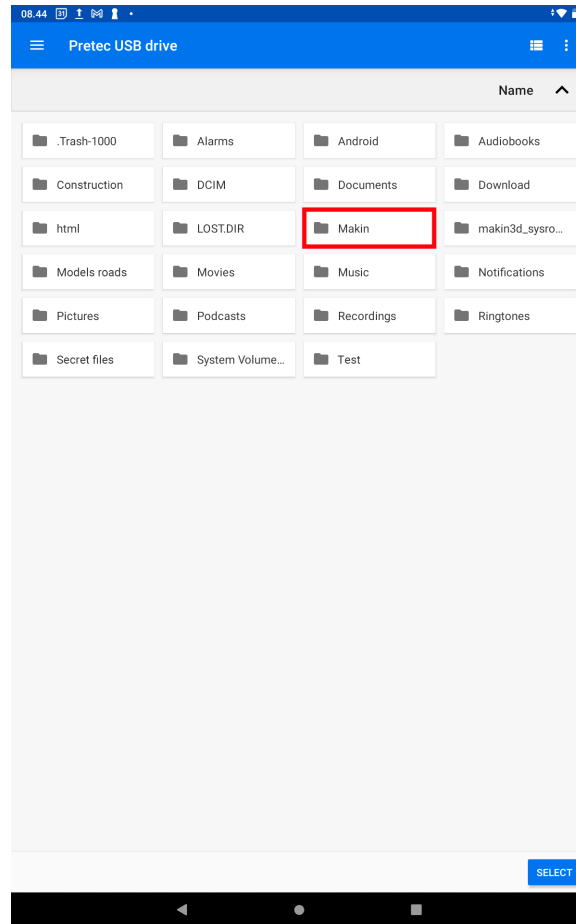 08.44 31
Pretec USB drive
Name
.Trash-1000 Alarms Android Audiobooks
Construction DCIM Documents Download
html LOST.DIR Makin makin3d_sysro...
Models roads Movies Music Notifications
Pictures Podcasts Recordings Ringtones
Secret files System Volume... Test
SELECT